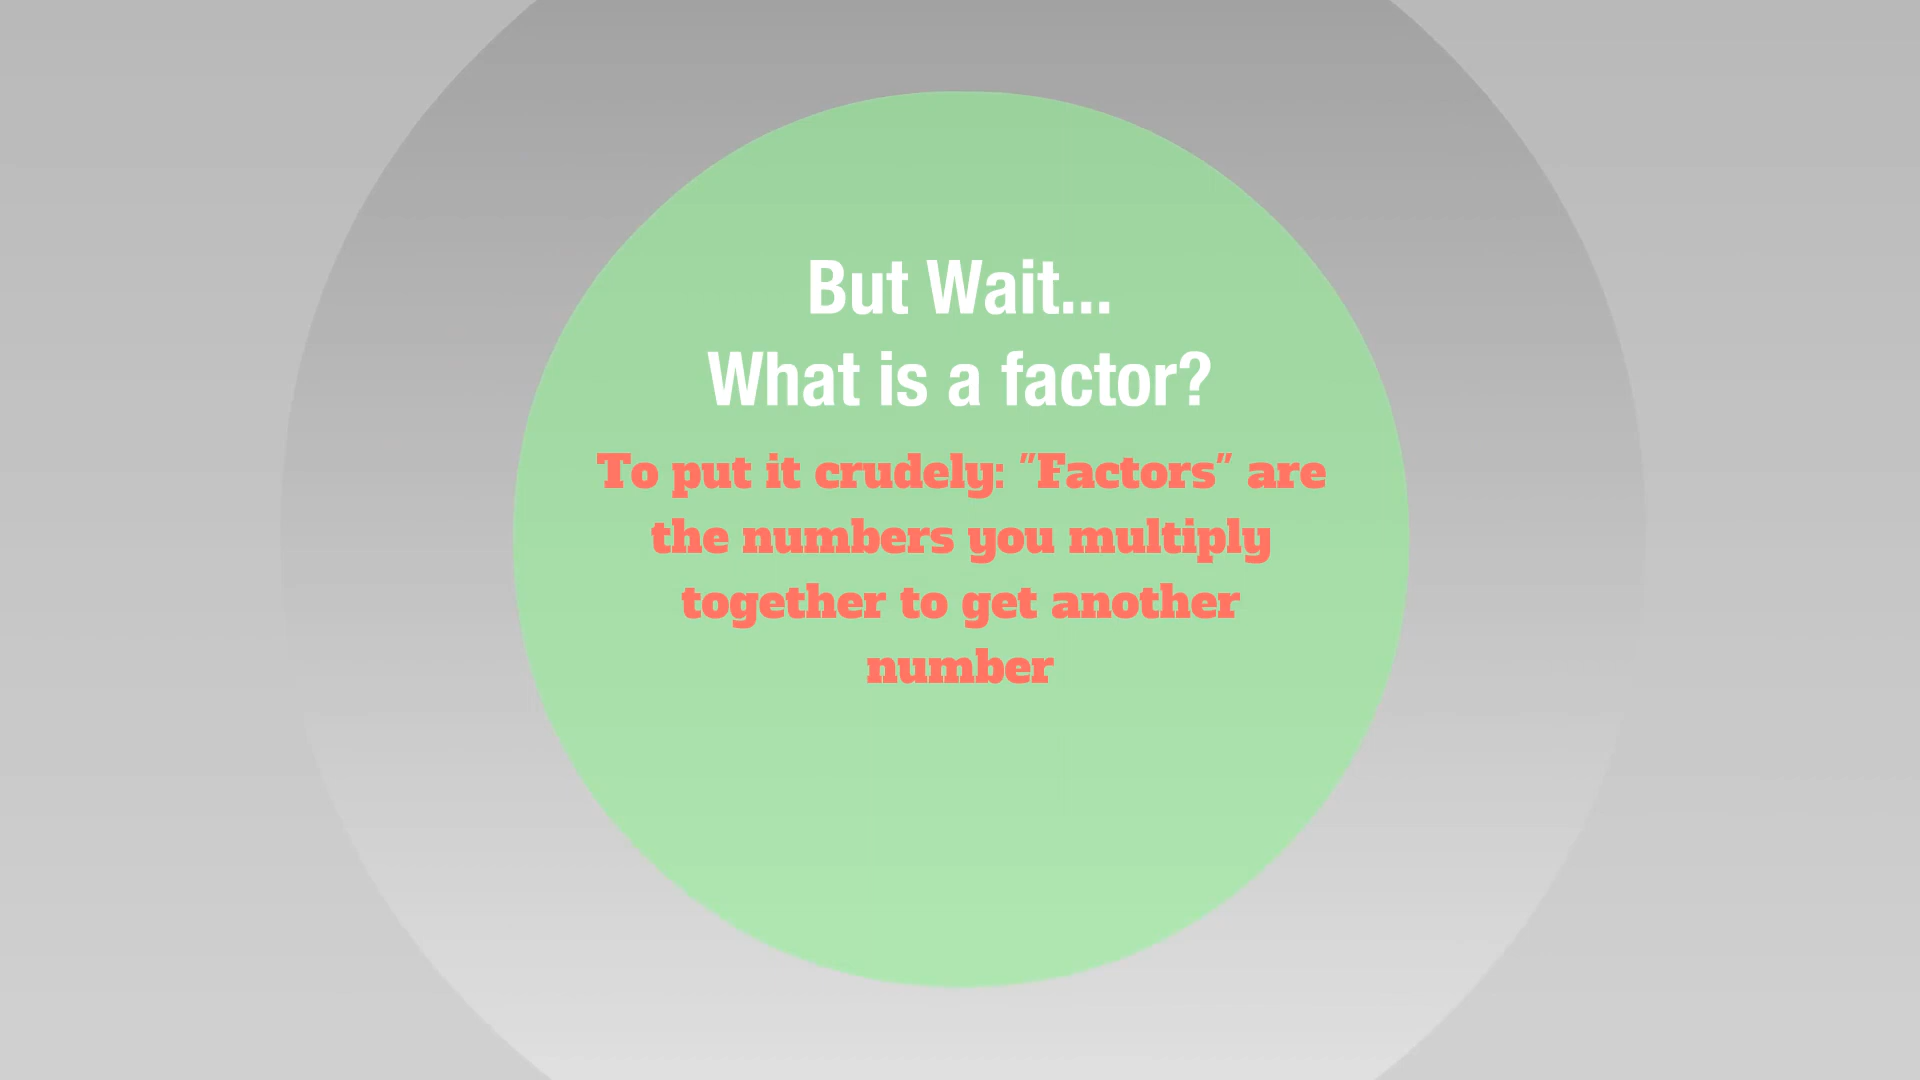 But Wait...
What is a factor?
To put it crudely: "Factors" are
the numbers you multiply
together to get another
number